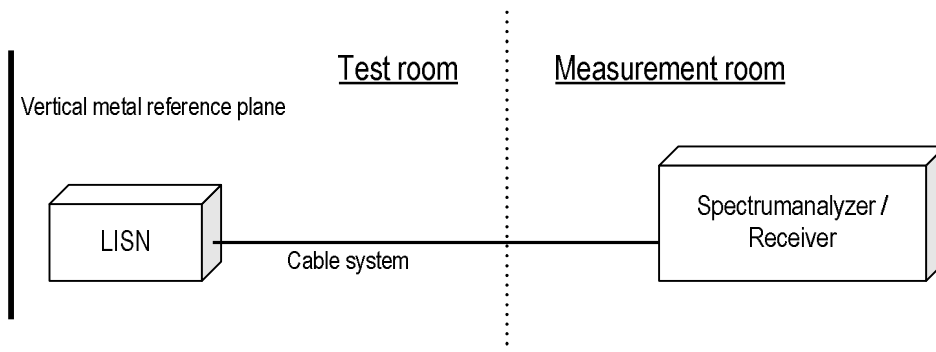 Test room
Measurement room
Vertical metal reference plane
LISN
Cable system
Spectrumanalyzer /
Receiver